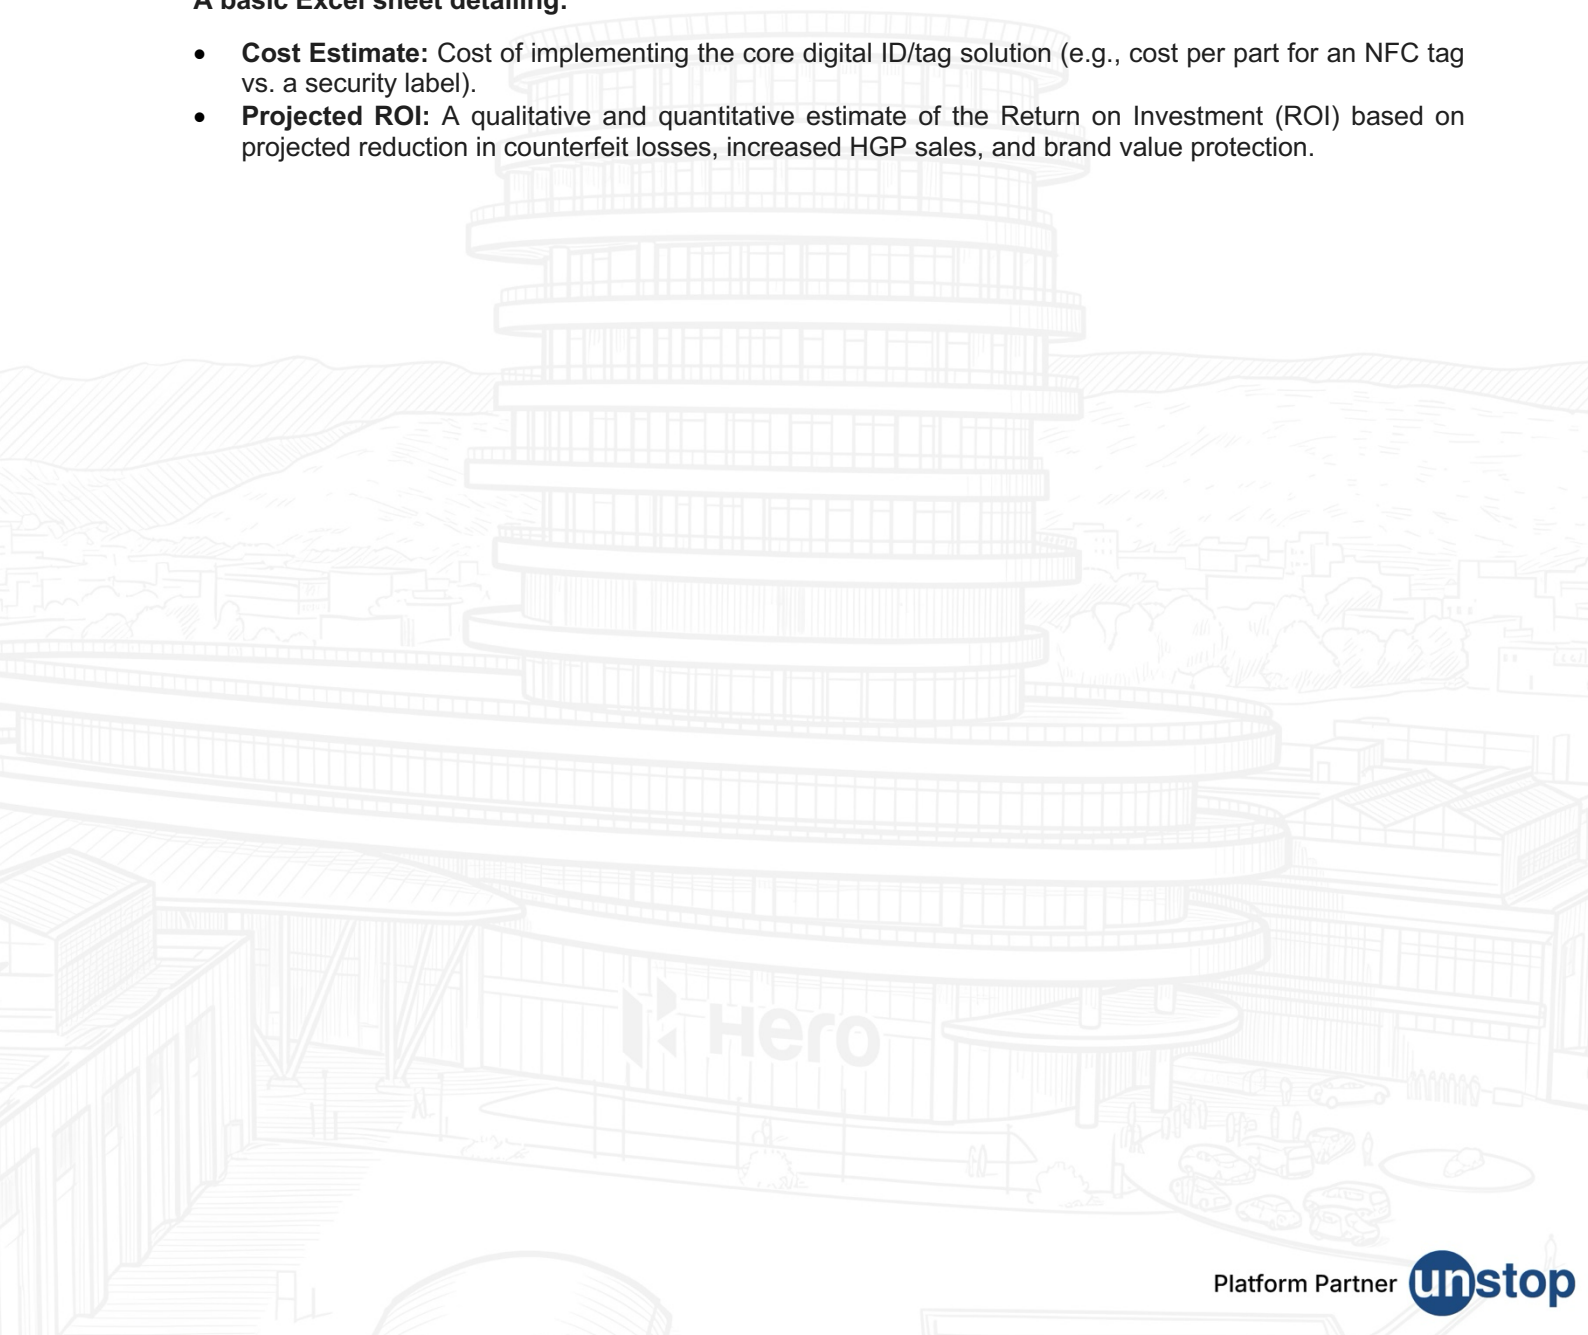 A basic Excel sheet detailing:
• Cost Estimate: Cost of implementing the core digital ID/tag solution (e.g., cost per part for an NFC tag
vs. a security label).
• Projected ROI: A qualitative and quantitative estimate of the Return on Investment (ROI) based on
projected reduction in counterfeit losses, increased HGP sales, and brand value protection.
Hero
Platform Partner unstop